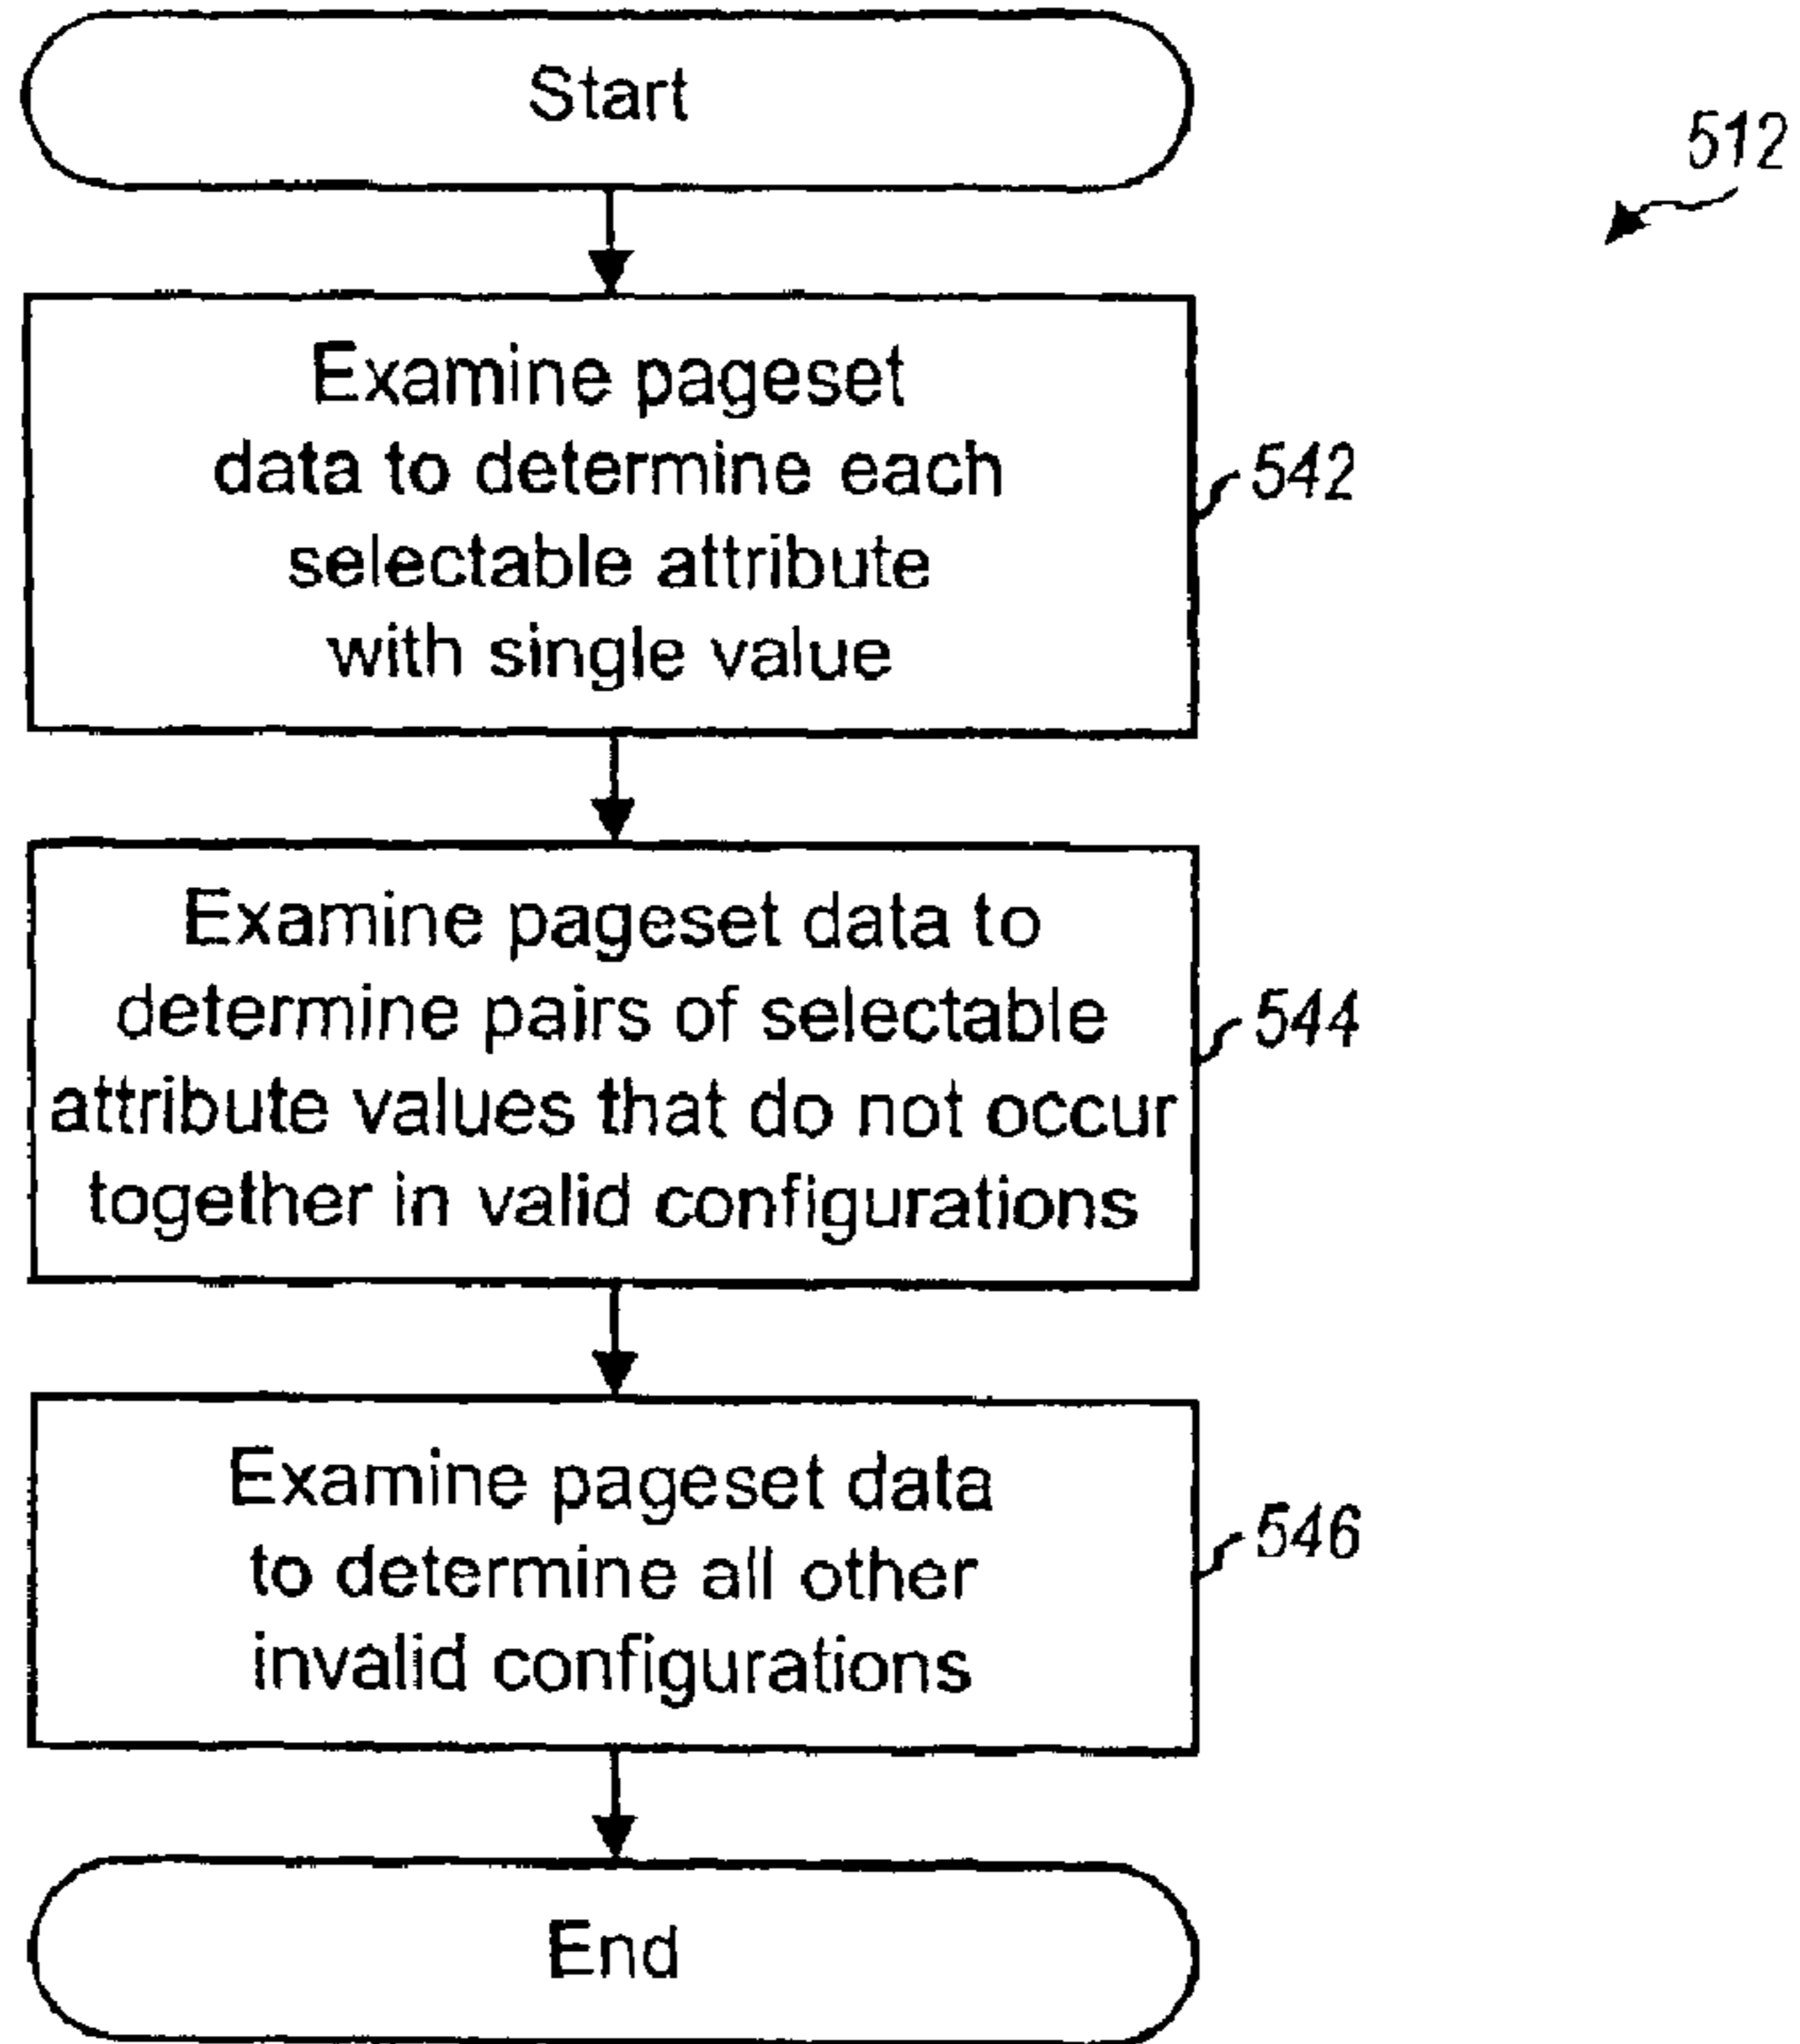 Start
512
Examine pageset
data to determine each
selectable attribute
with single value
542
Examine pageset data to
determine pairs of selectable
attribute values that do not occur
together in valid configurations
544
Examine pageset data
to determine all other
invalid configurations
546
End